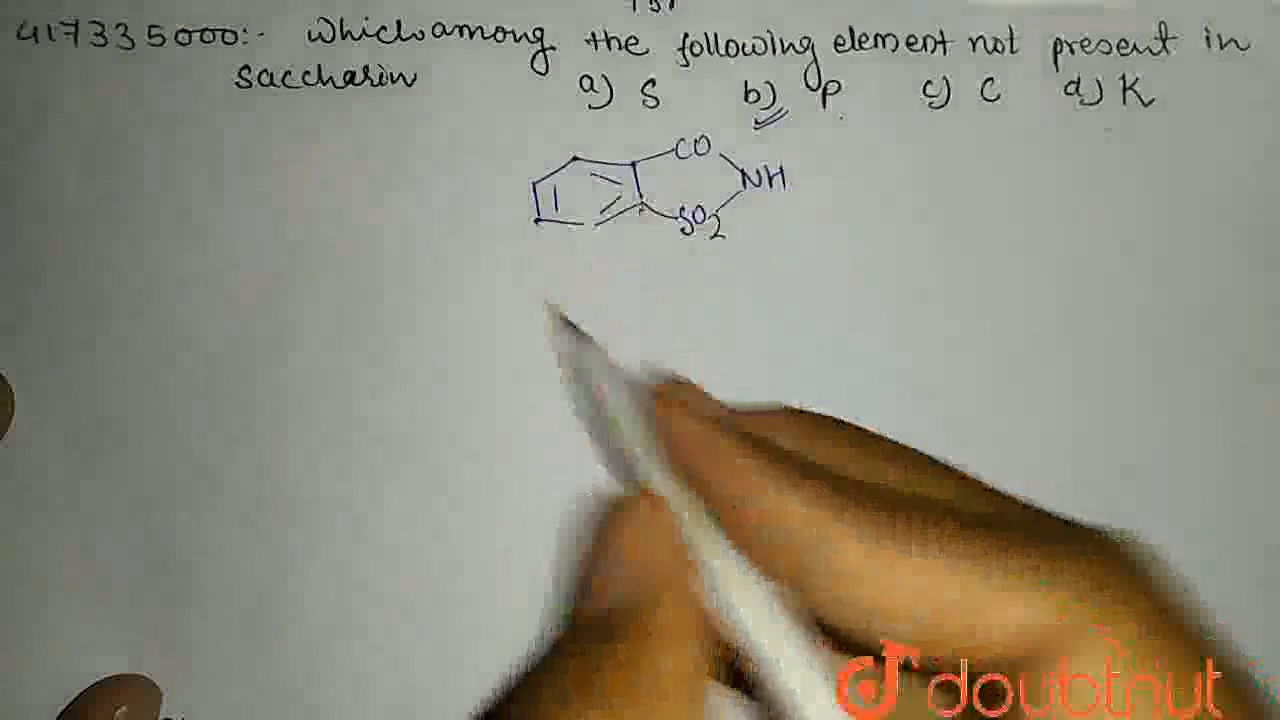 417335000:- which among the following element not present in
saccharin a) S b) P c) C d) K
CO
NH
SO2
doubtnut